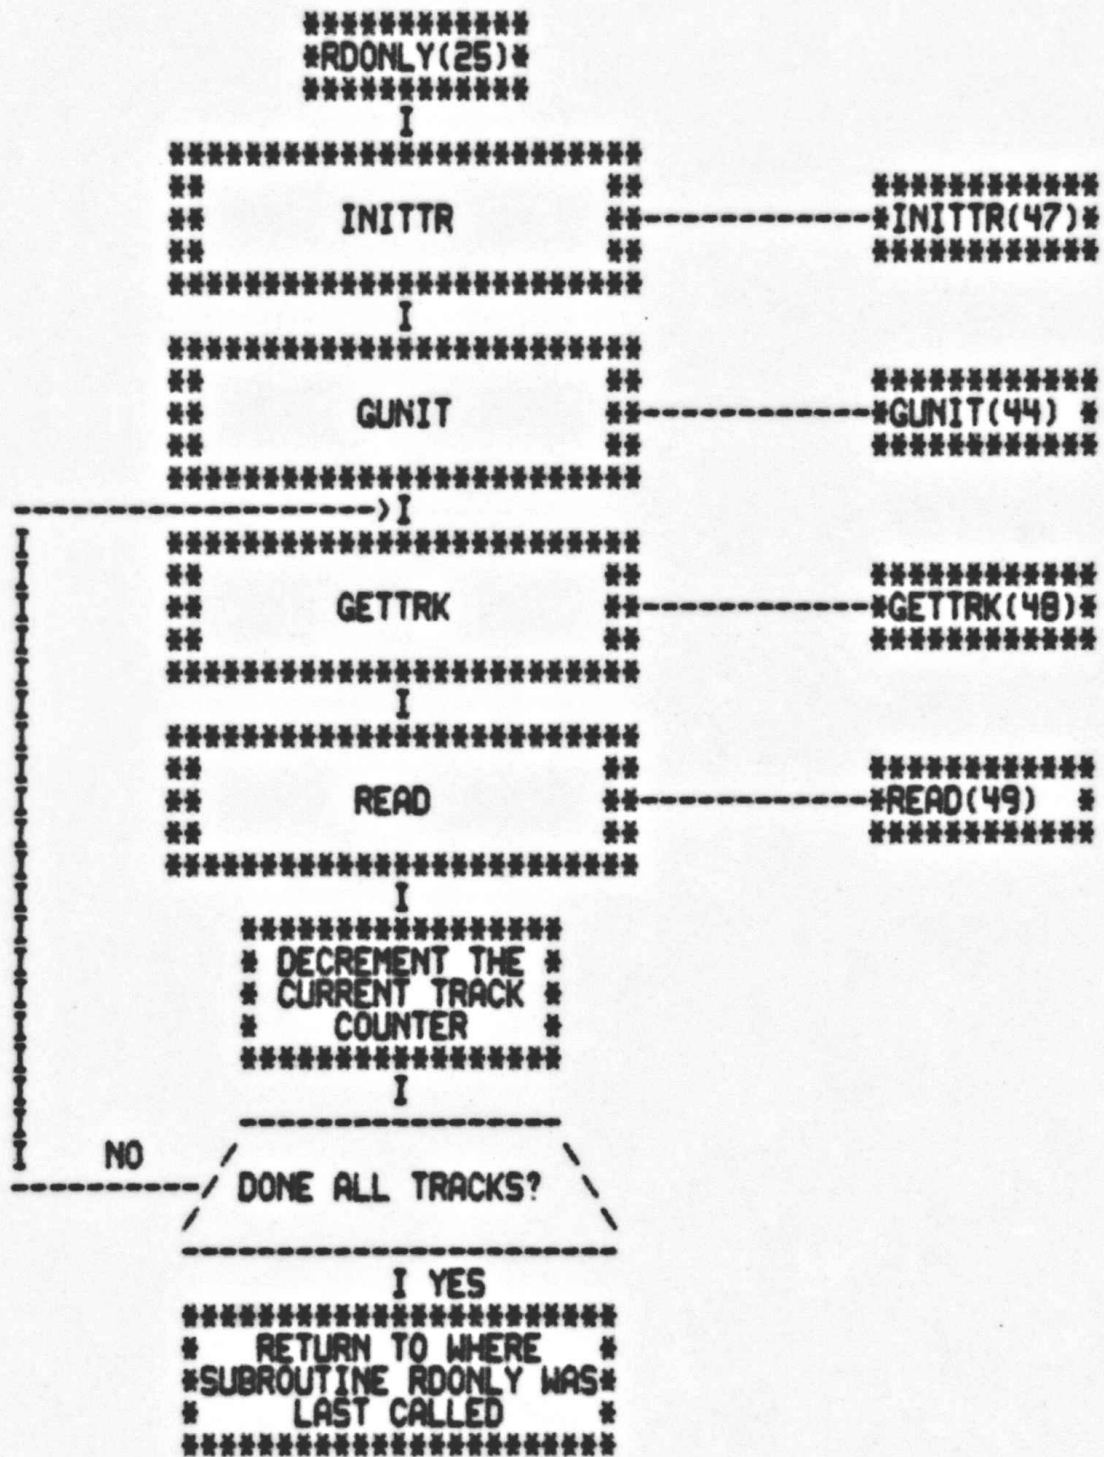 *RDONLY(25)*
INITTR
*INITTR(47)*
GUNIT
*GUNIT(44) *
GETTRK
*GETTRK(48)*
READ
*READ(49) *
DECREMENT THE
CURRENT TRACK
COUNTER
NO
DONE ALL TRACKS?
I YES
RETURN TO WHERE
*SUBROUTINE RDONLY WAS*
LAST CALLED